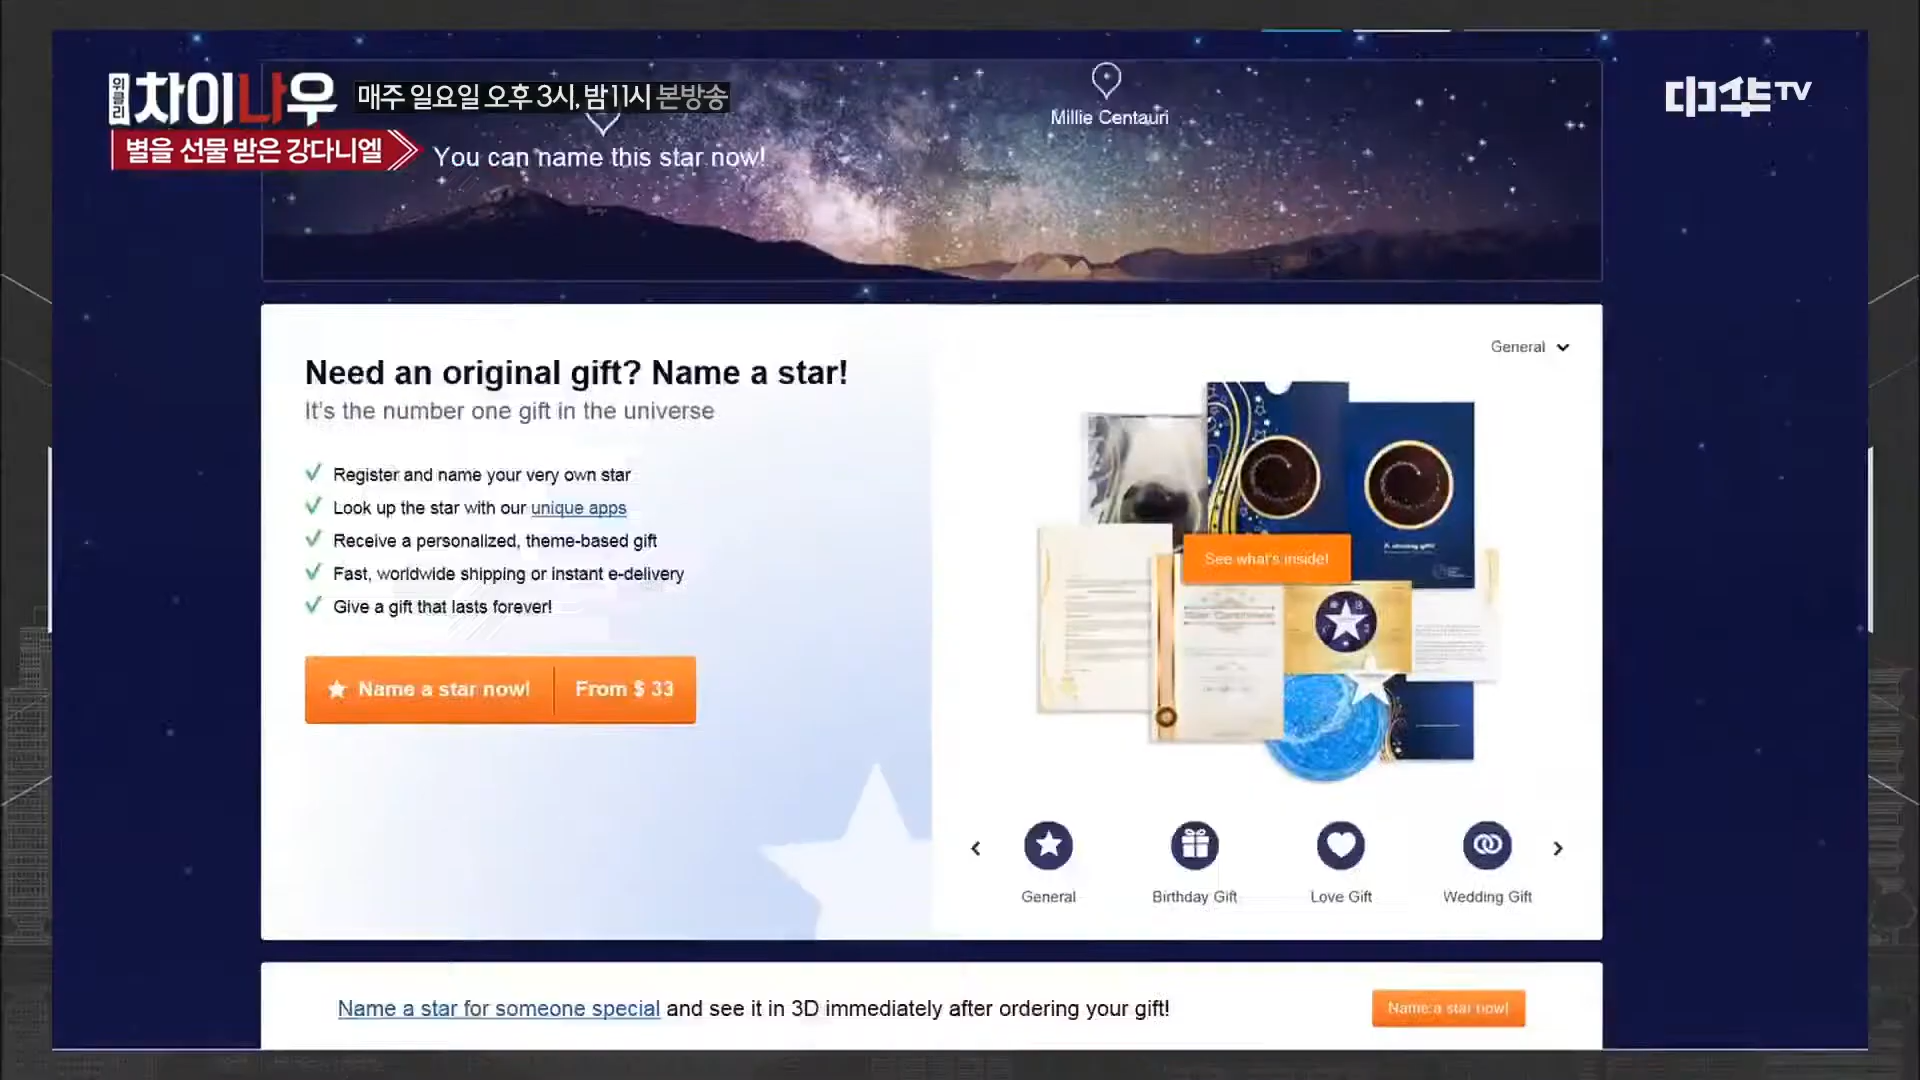 위클리 차이나우
매주 일요일 오후 3시, 밤 11시 본방송
中华TV
Millie Centauri
별을 선물 받은 강다니엘
You can name this star now!
General
Need an original gift? Name a star!
It's the number one gift in the universe
Register and name your very own star
Look up the star with our unique apps
Receive a personalized, theme-based gift
Fast, worldwide shipping or instant e-delivery
Give a gift that lasts forever!
Name a star now!
From $ 33
See what's inside!
General
Birthday Gift
Love Gift
Wedding Gift
Name a star for someone special and see it in 3D immediately after ordering your gift!
Name a star now!